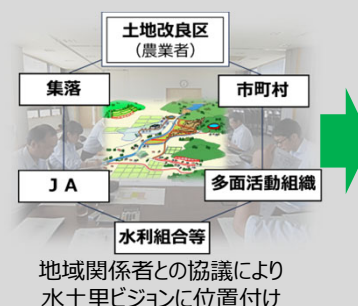 土地改良区
（農業者）
集落
市町村
ＪＡ
多面活動組織
水利組合等
地域関係者との協議により
水土里ビジョンに位置付け